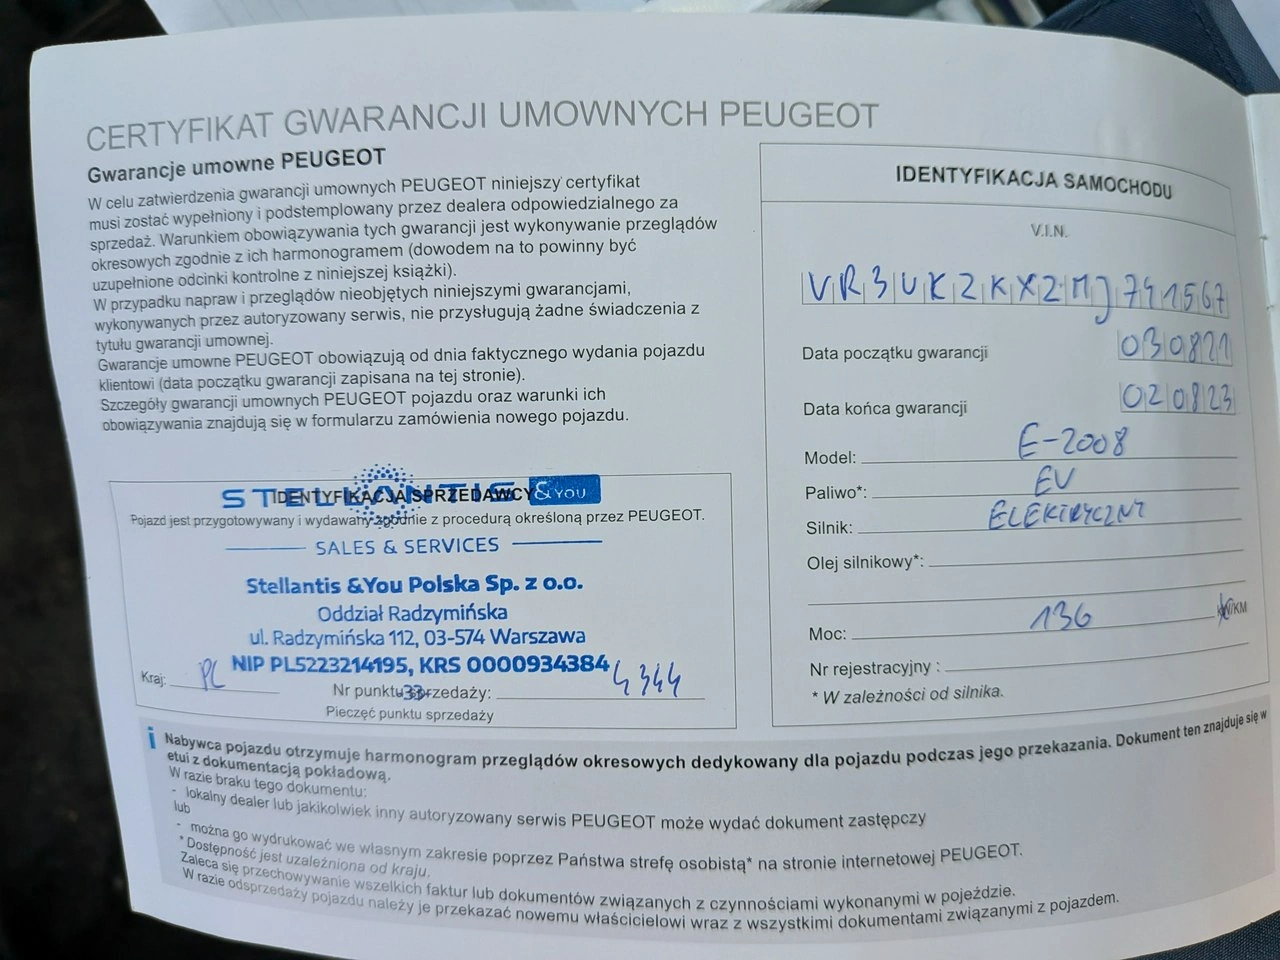 CERTYFIKAT GWARANCJI UMOWNYCH PEUGEOT
Gwarancje umowne PEUGEOT
W celu zatwierdzenia gwarancji umownych PEUGEOT niniejszy certyfikat
musi zostać wypełniony i podstemplowany przez dealera odpowiedzialnego za
sprzedaż. Warunkiem obowiązywania tych gwarancji jest wykonywanie przeglądów
okresowych zgodnie z ich harmonogramem (dowodem na to powinny być
uzupełnione odcinki kontrolne z niniejszej książki).
W przypadku napraw i przeglądów nieobjętych niniejszymi gwarancjami,
wykonywanych przez autoryzowany serwis, nie przysługują żadne świadczenia z
tytułu gwarancji umownej.
Gwarancje umowne PEUGEOT obowiązują od dnia faktycznego wydania pojazdu
klientowi (data początku gwarancji zapisana na tej stronie).
Szczegóły gwarancji umownych PEUGEOT pojazdu oraz warunki ich
obowiązywania znajdują się w formularzu zamówienia nowego pojazdu.
IDENTYFIKACJA SPRZEDAWCY
STELLANTIS &YOU
Pojazd jest przygotowywany i wydawany zgodnie z procedurą określoną przez PEUGEOT.
SALES & SERVICES
Stellantis &You Polska Sp. z o.o.
Oddział Radzymińska
ul. Radzymińska 112, 03-574 Warszawa
NIP PL5223214195, KRS 0000934384
Kraj: PL
Nr punktu sprzedaży: 4344
33
Pieczęć punktu sprzedaży
IDENTYFIKACJA SAMOCHODU
V.I.N.
VR3UKZKXZMJ741567
Data początku gwarancji 030821
Data końca gwarancji 020823
Model: E-2008
Paliwo*: EV
Silnik: ELEKTRYCZNY
Olej silnikowy*:
Moc: 136 kW/KM
Nr rejestracyjny :
* W zależności od silnika.
i Nabywca pojazdu otrzymuje harmonogram przeglądów okresowych dedykowany dla pojazdu podczas jego przekazania. Dokument ten znajduje się w
etui z dokumentacją pokładową.
W razie braku tego dokumentu:
- lokalny dealer lub jakikolwiek inny autoryzowany serwis PEUGEOT może wydać dokument zastępczy
lub
- można go wydrukować we własnym zakresie poprzez Państwa strefę osobistą* na stronie internetowej PEUGEOT.
* Dostępność jest uzależniona od kraju.
Zaleca się przechowywanie wszelkich faktur lub dokumentów związanych z czynnościami wykonanymi w pojeździe.
W razie odsprzedaży pojazdu należy je przekazać nowemu właścicielowi wraz z wszystkimi dokumentami związanymi z pojazdem.